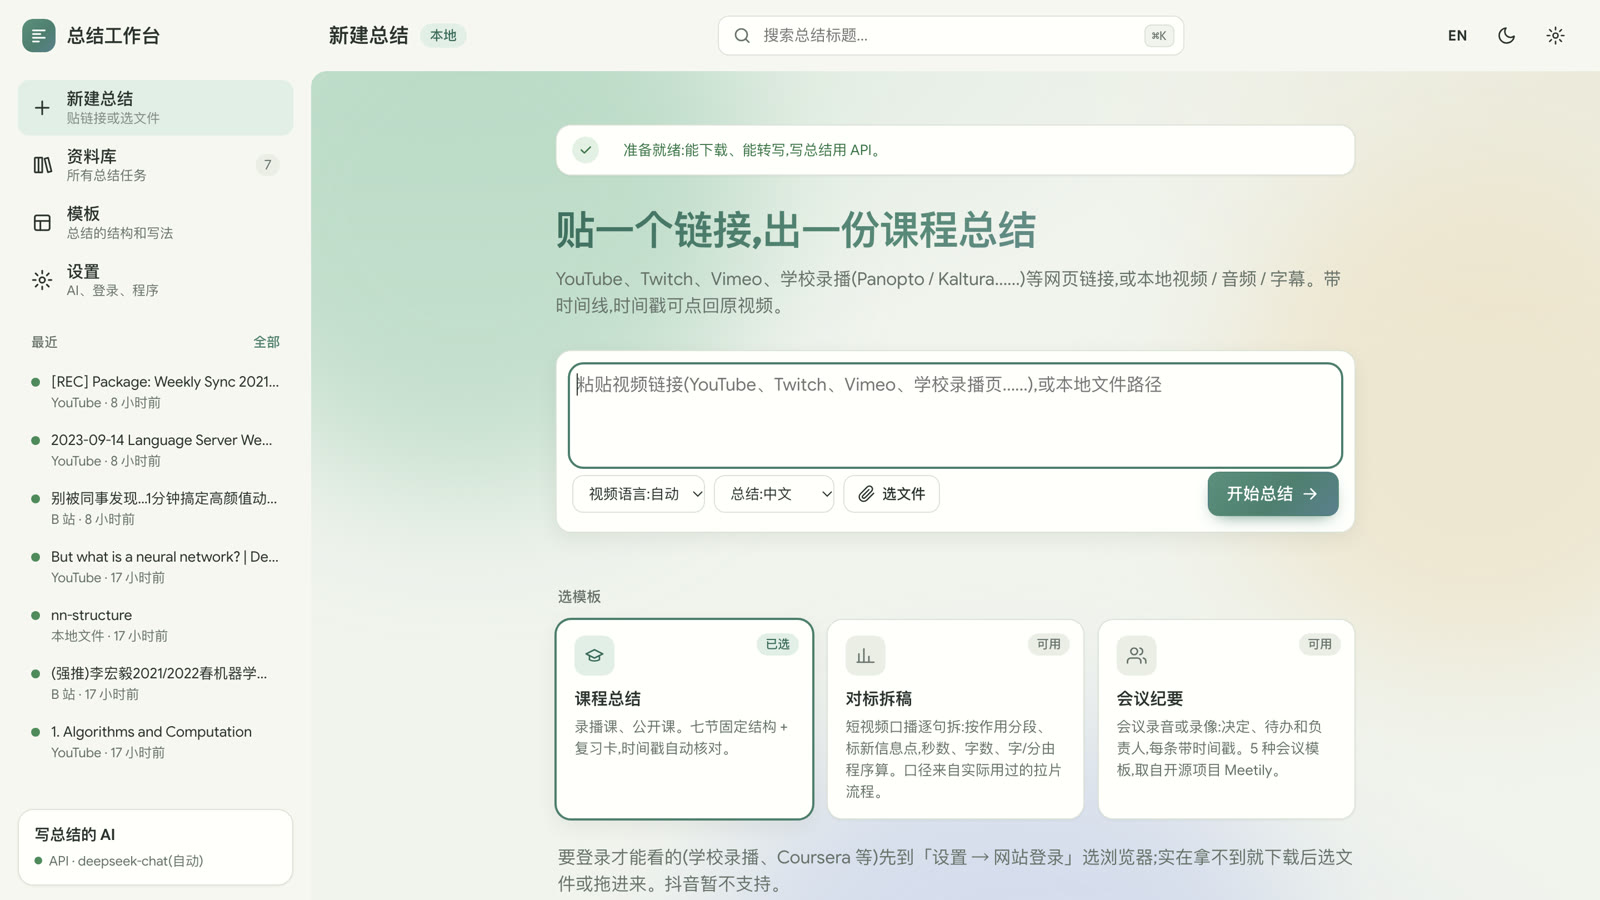 总结工作台
新建总结
本地
搜索总结标题...
⌘K
EN
新建总结
贴链接或选文件
资料库
所有总结任务
7
模板
总结的结构和写法
设置
AI、登录、程序
最近
全部
[REC] Package: Weekly Sync 2021...
YouTube · 8 小时前
2023-09-14 Language Server We...
YouTube · 8 小时前
别被同事发现...1分钟搞定高颜值动...
B 站 · 8 小时前
But what is a neural network? | De...
YouTube · 17 小时前
nn-structure
本地文件 · 17 小时前
(强推)李宏毅2021/2022春机器学...
B 站 · 17 小时前
1. Algorithms and Computation
YouTube · 17 小时前
写总结的 AI
API · deepseek-chat(自动)
准备就绪:能下载、能转写,写总结用 API。
贴一个链接,出一份课程总结
YouTube、Twitch、Vimeo、学校录播(Panopto / Kaltura......)等网页链接,或本地视频 / 音频 / 字幕。带
时间线,时间戳可点回原视频。
粘贴视频链接(YouTube、Twitch、Vimeo、学校录播页......),或本地文件路径
视频语言:自动
总结:中文
选文件
开始总结 →
选模板
已选
课程总结
录播课、公开课。七节固定结构 +
复习卡,时间戳自动核对。
可用
对标拆稿
短视频口播逐句拆:按作用分段、
标新信息点,秒数、字数、字/分由
程序算。口径来自实际用过的拉片
流程。
可用
会议纪要
会议录音或录像:决定、待办和负
责人,每条带时间戳。5 种会议模
板,取自开源项目 Meetily。
要登录才能看的(学校录播、Coursera 等)先到「设置 → 网站登录」选浏览器;实在拿不到就下载后选文
件或拖进来。抖音暂不支持。